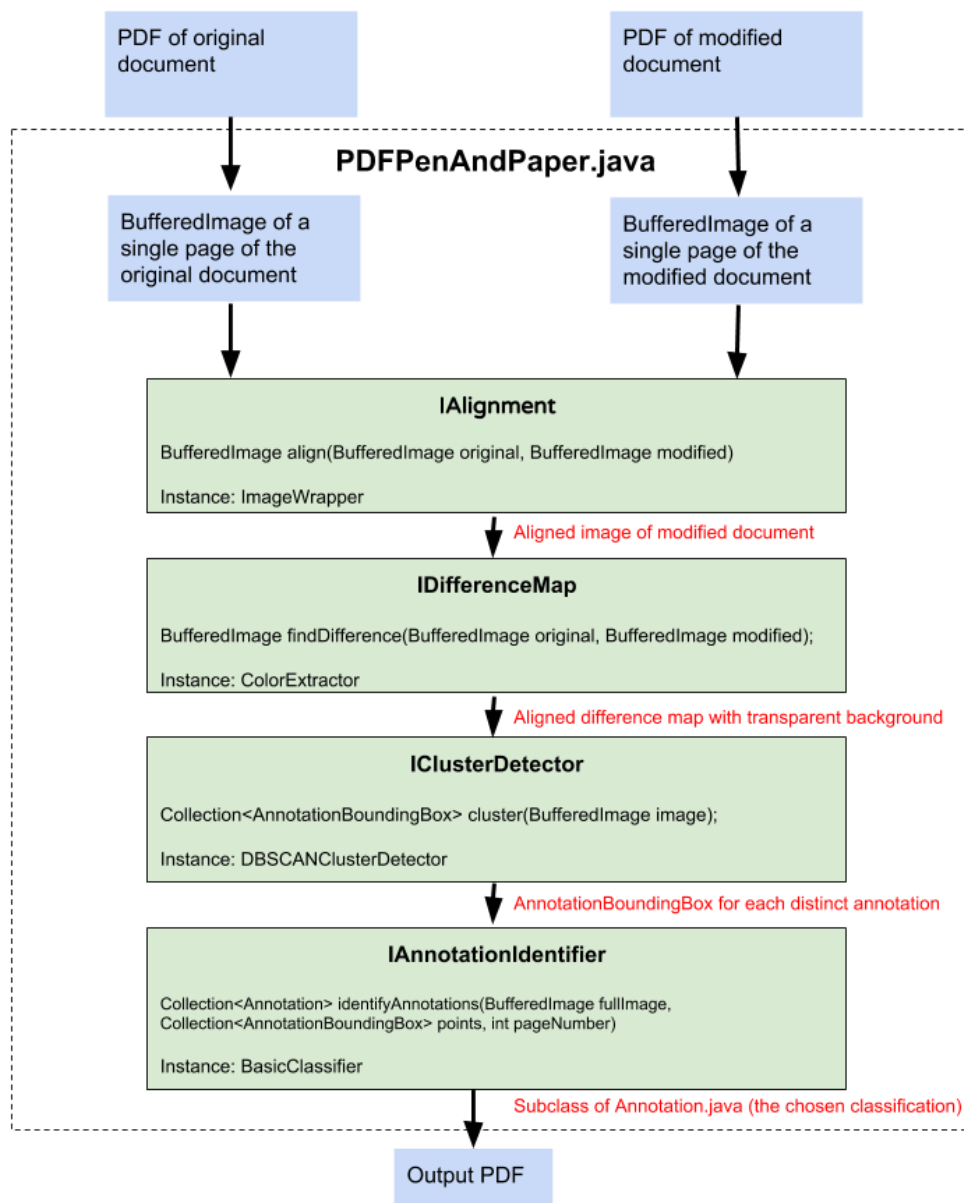 PDF of original
document
PDF of modified
document
PDFPenAndPaper.java
BufferedImage of a
single page of the
original document
BufferedImage of a
single page of the
modified document
IAlignment
BufferedImage align(BufferedImage original, BufferedImage modified)
Instance: ImageWrapper
Aligned image of modified document
IDifferenceMap
BufferedImage findDifference(BufferedImage original, BufferedImage modified);
Instance: ColorExtractor
Aligned difference map with transparent background
IClusterDetector
Collection<AnnotationBoundingBox> cluster(BufferedImage image);
Instance: DBSCANClusterDetector
AnnotationBoundingBox for each distinct annotation
IAnnotationIdentifier
Collection<Annotation> identifyAnnotations(BufferedImage fullImage,
Collection<AnnotationBoundingBox> points, int pageNumber)
Instance: BasicClassifier
Subclass of Annotation.java (the chosen classification)
Output PDF